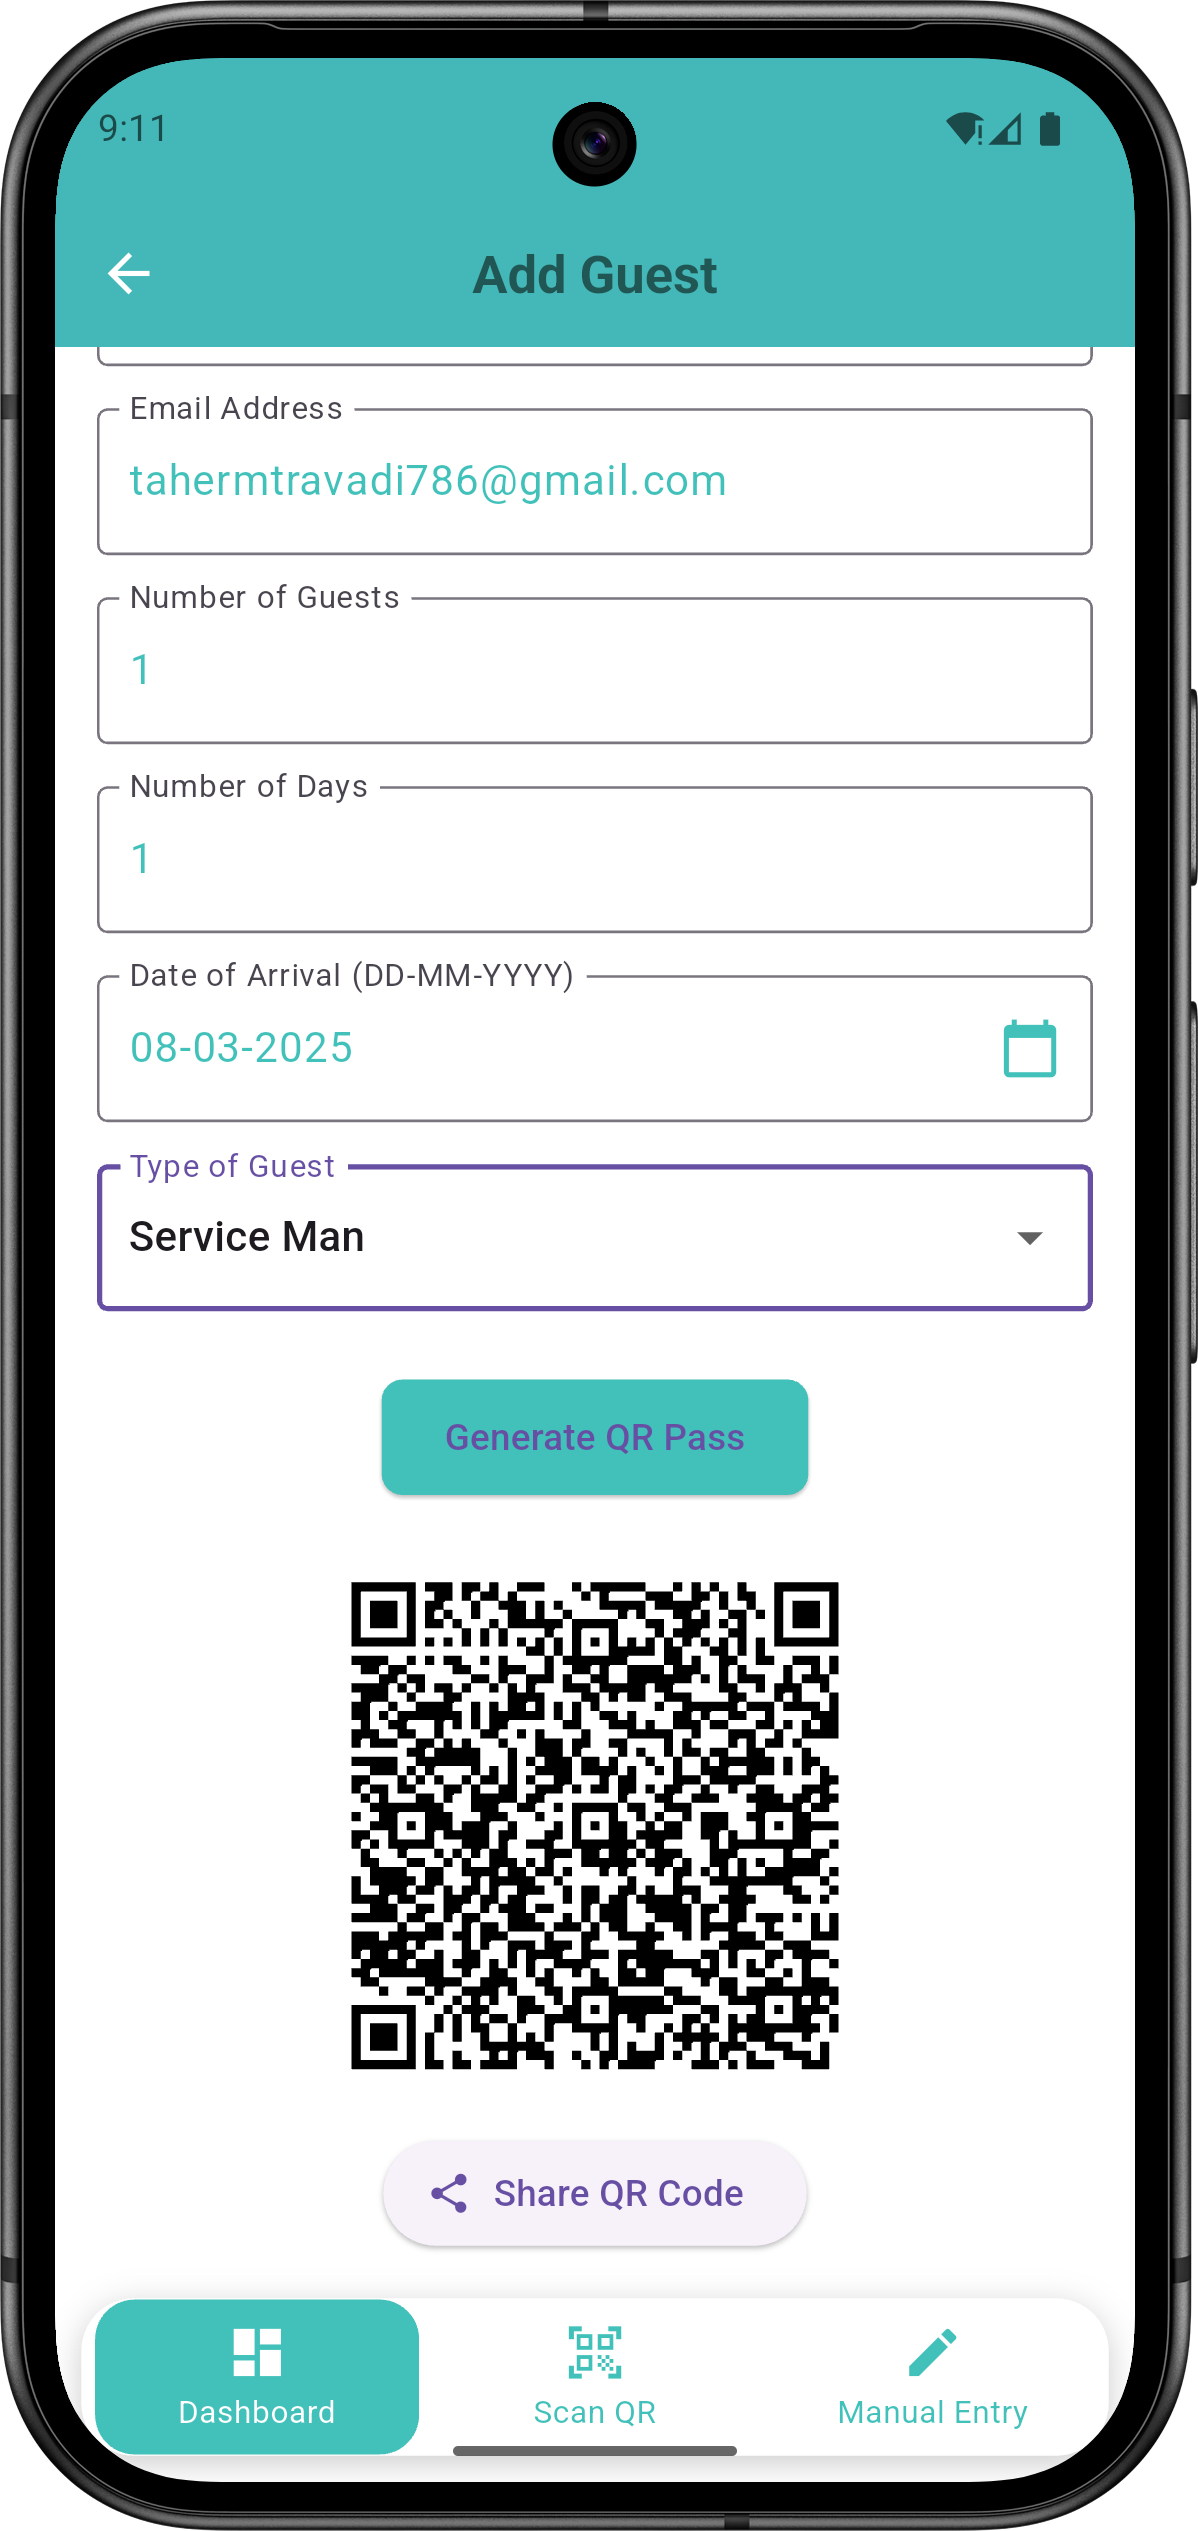 9:11
Add Guest
Email Address
tahermtravadi786@gmail.com
Number of Guests
1
Number of Days
1
Date of Arrival (DD-MM-YYYY)
08-03-2025
Type of Guest
Service Man
Generate QR Pass
Share QR Code
Dashboard
Scan QR
Manual Entry